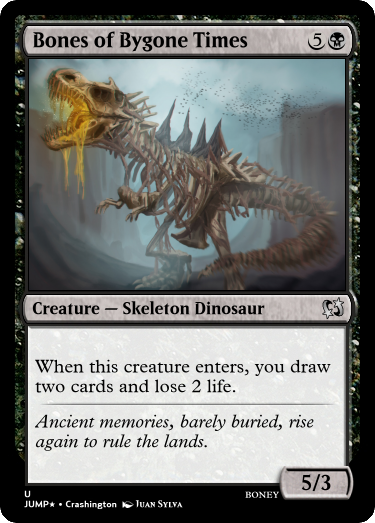 Bones of Bygone Times 5
Creature — Skeleton Dinosaur
When this creature enters, you draw
two cards and lose 2 life.
Ancient memories, barely buried, rise
again to rule the lands.
BONEY 5/3
U
JUMP★ • Crashington Juan Sylva